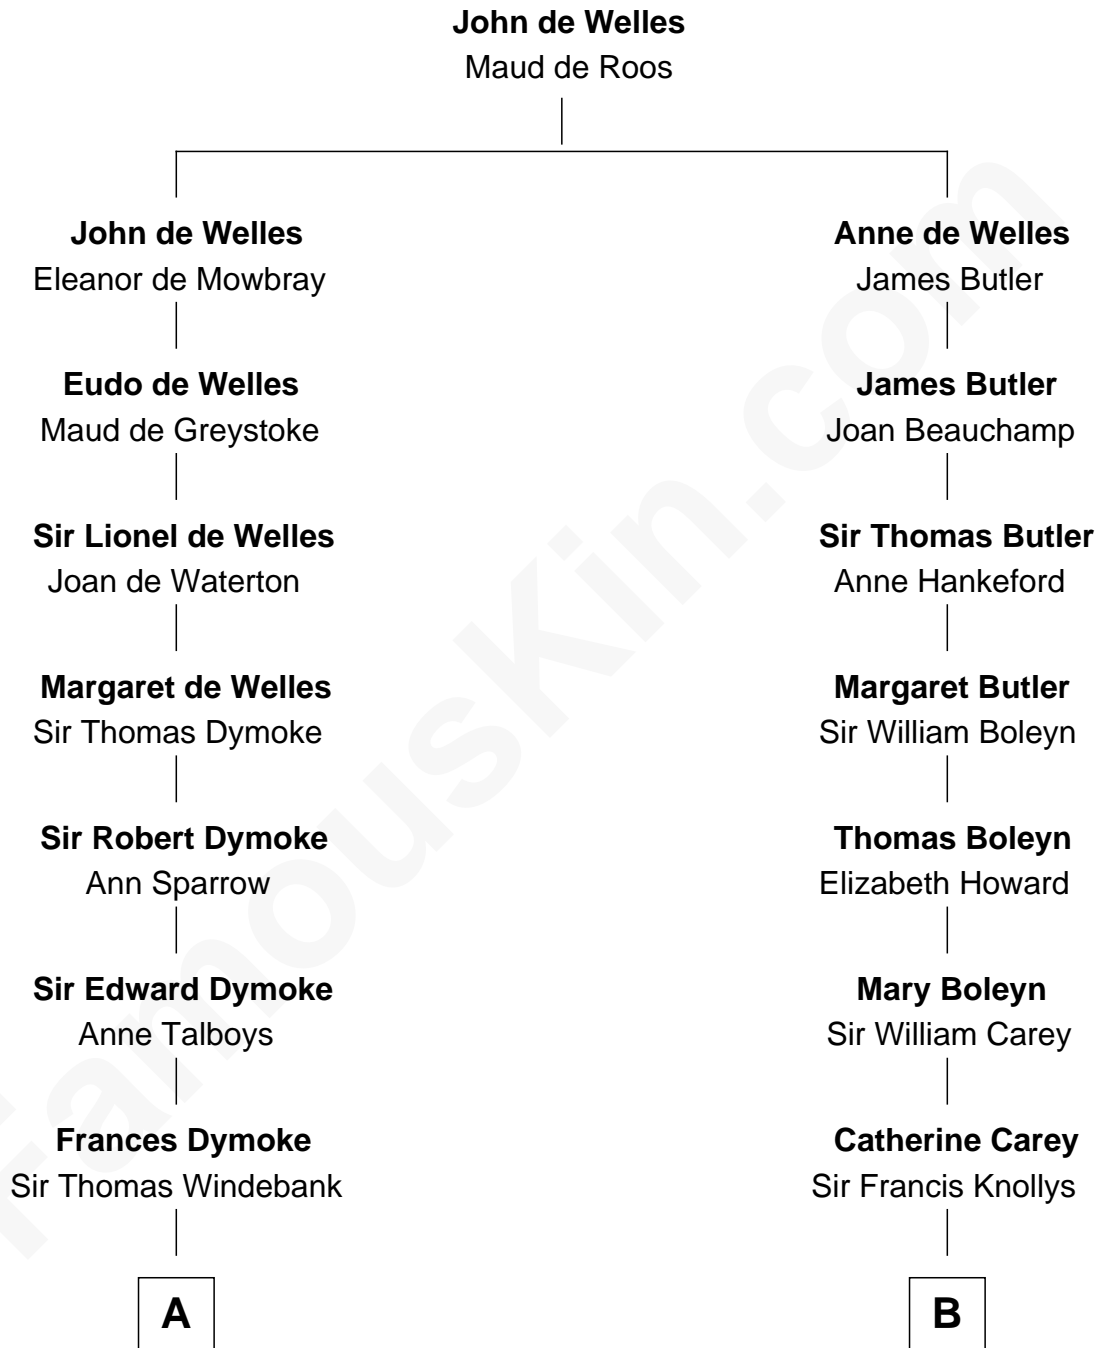 John de Welles
Maud de Roos
John de Welles
Eleanor de Mowbray
Eudo de Welles
Maud de Greystoke
Sir Lionel de Welles
Joan de Waterton
Margaret de Welles
Sir Thomas Dymoke
Sir Robert Dymoke
Ann Sparrow
Sir Edward Dymoke
Anne Talboys
Frances Dymoke
Sir Thomas Windebank
A
Anne de Welles
James Butler
James Butler
Joan Beauchamp
Sir Thomas Butler
Anne Hankeford
Margaret Butler
Sir William Boleyn
Thomas Boleyn
Elizabeth Howard
Mary Boleyn
Sir William Carey
Catherine Carey
Sir Francis Knollys
B
FamousKin.com